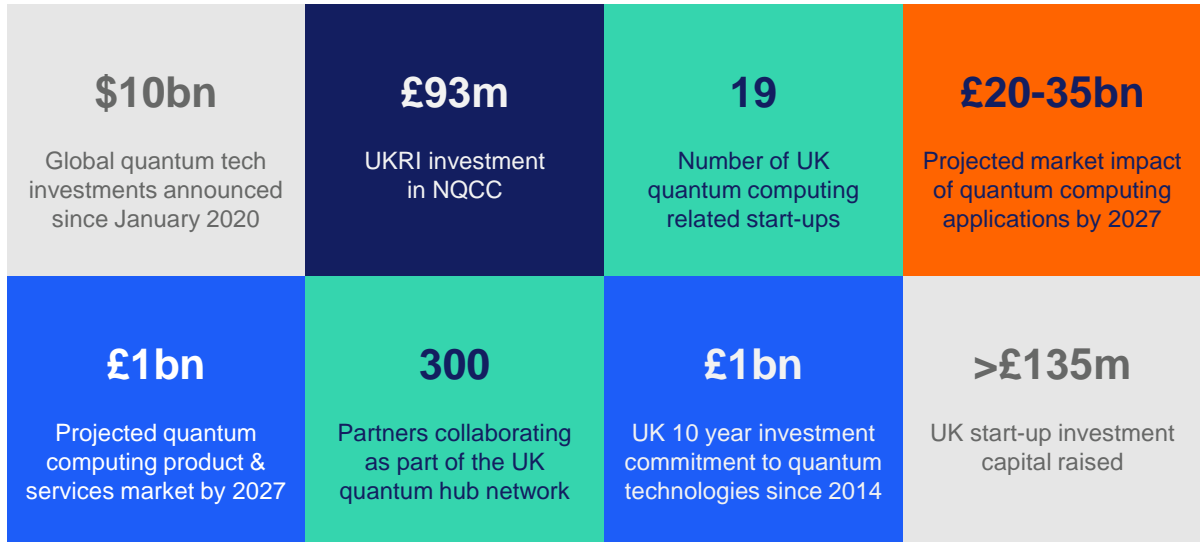 $10bn
Global quantum tech
investments announced
since January 2020
£93m
UKRI investment
in NQCC
19
Number of UK
quantum computing
related start-ups
£20-35bn
Projected market impact
of quantum computing
applications by 2027
£1bn
Projected quantum
computing product &
services market by 2027
300
Partners collaborating
as part of the UK
quantum hub network
£1bn
UK 10 year investment
commitment to quantum
technologies since 2014
>£135m
UK start-up investment
capital raised